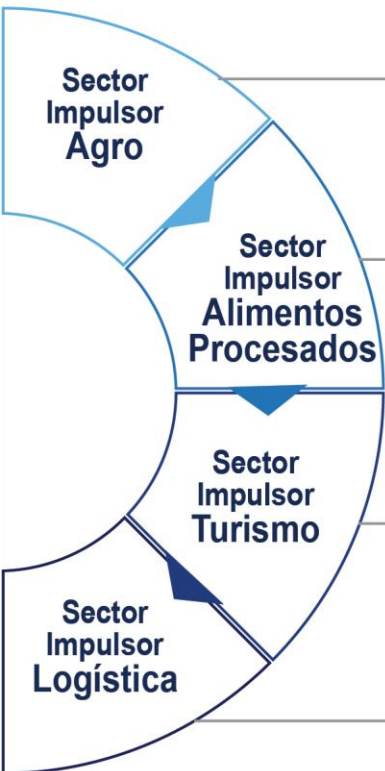 Sector
Impulsor
Agro
Sector
Impulsor
Alimentos
Procesados
Sector
Impulsor
Turismo
Sector
Impulsor
Logística